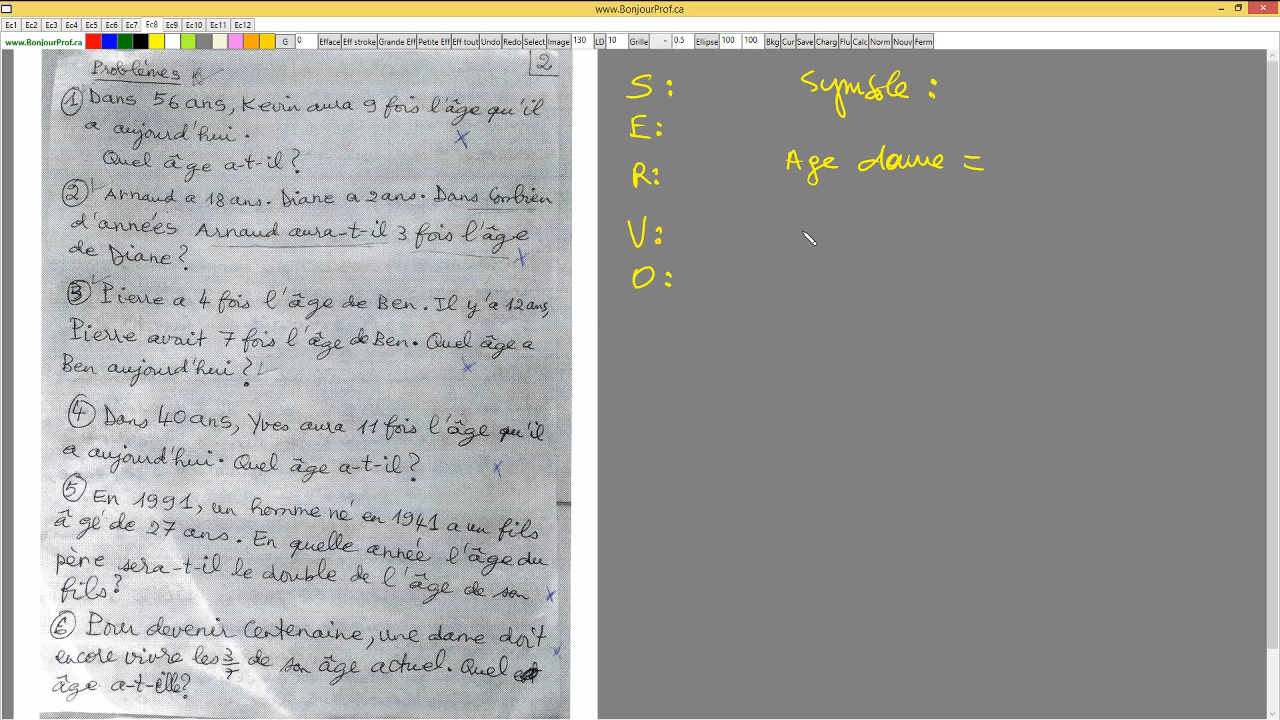 www.BonjourProf.ca
Ec1 Ec2 Ec3 Ec4 Ec5 Ec6 Ec7 Ec8 Ec9 Ec10 Ec11 Ec12
www.BonjourProf.ca G 0 Efface Eff stroke Grande Eff Petite Eff Eff tout Undo Redo Select Image 130 LD 10 Grille 0.5 Ellipse 100 100 Bkg Cur Sav Charg Flu Calc Norm Nouv Ferm
Problèmes
2
① Dans 56 ans, Kevin aura 9 fois l'âge qu'il
a aujourd'hui.
Quel âge a-t-il?
② Arnaud a 18 ans. Diane a 2 ans. Dans Combien
d'années Arnaud aura-t-il 3 fois l'âge
de Diane?
③ Pierre a 4 fois l'âge de Ben. Il y'a 12 ans,
Pierre avait 7 fois l'âge de Ben. Quel âge a
Ben aujourd'hui?
④ Dans 40 ans, Yves aura 11 fois l'âge qu'il
a aujourd'hui. Quel âge a-t-il?
⑤ En 1991, un homme né en 1941 a un fils
âgé de 27 ans. En quelle année l'âge du
père sera-t-il le double de l'âge de son
fils?
⑥ Pour devenir Centenaire, une dame doit
encore vivre les 3/7 de son âge actuel. Quel
âge a-t-elle?
S:
E:
R:
V:
O:
Symbole:
Age dame =